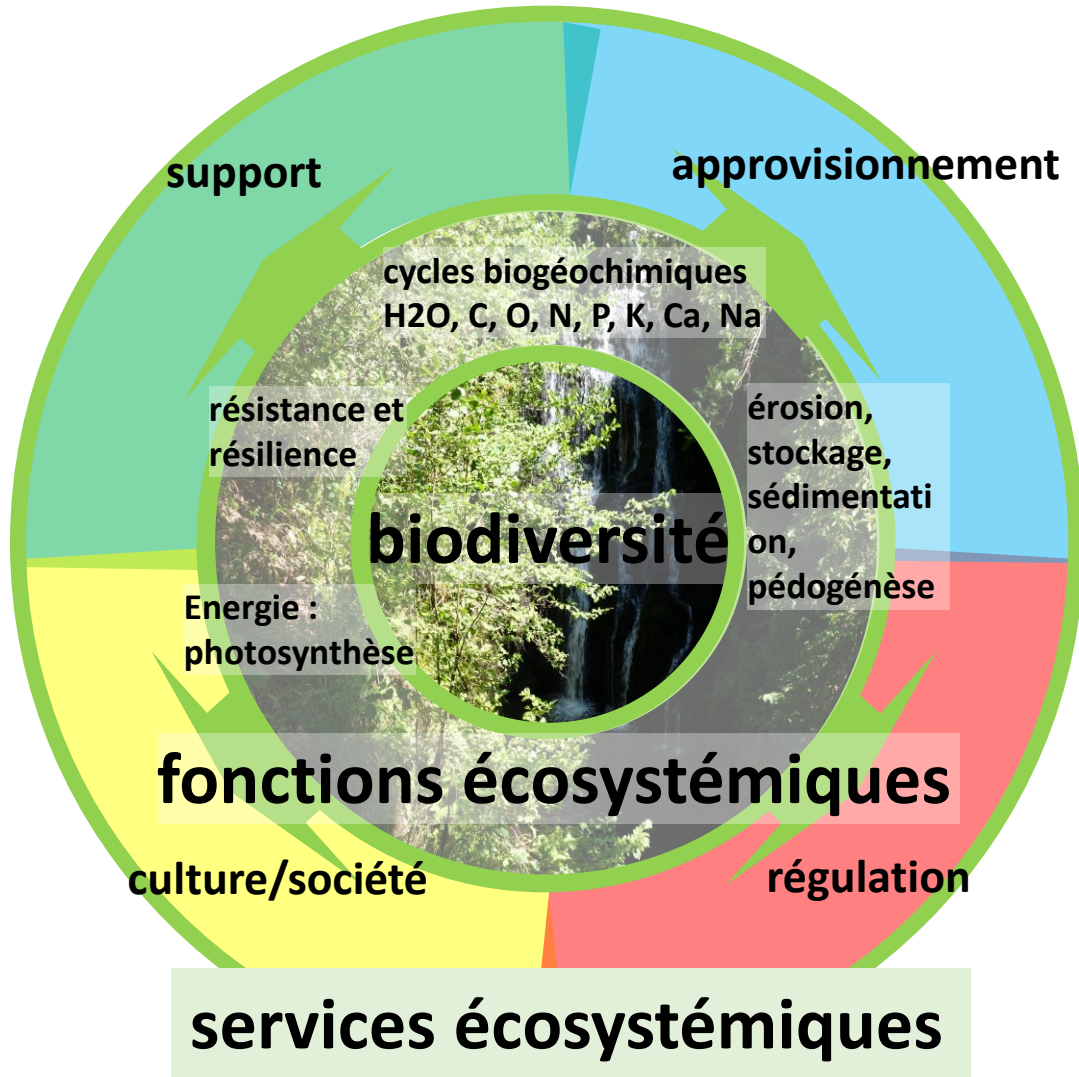 support
approvisionnement
cycles biogéochimiques
H2O, C, O, N, P, K, Ca, Na
résistance et
résilience
érosion,
stockage,
sédimentati
on,
pédogénèse
biodiversité
Energie :
photosynthèse
fonctions écosystémiques
culture/société
régulation
services écosystémiques